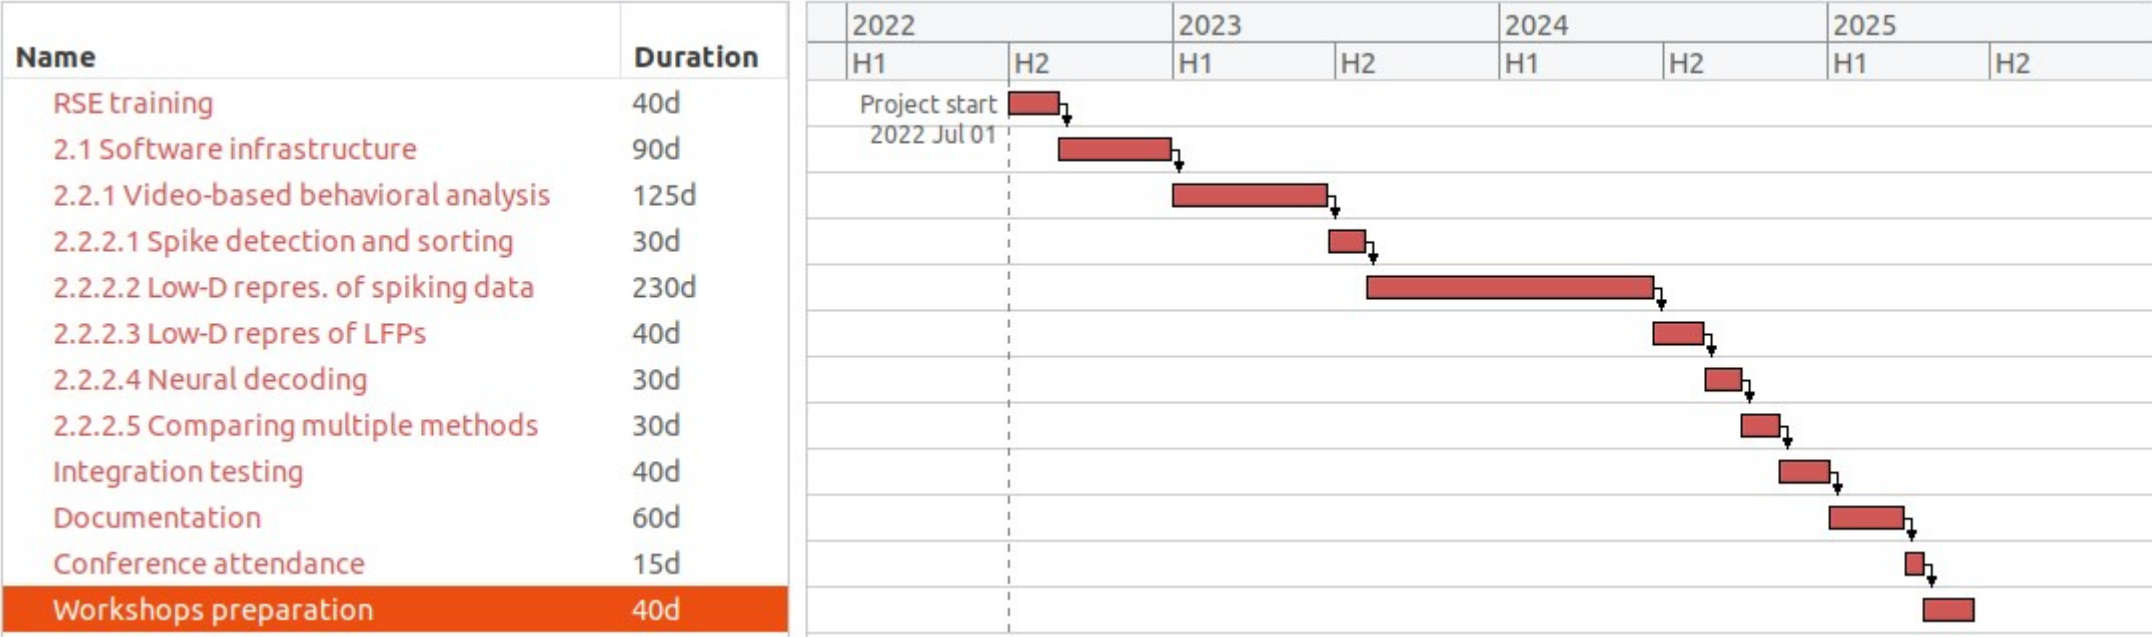 2022 2023 2024 2025
Name Duration H1 H2 H1 H2 H1 H2 H1 H2
RSE training 40d Project start
2022 Jul 01
2.1 Software infrastructure 90d
2.2.1 Video-based behavioral analysis 125d
2.2.2.1 Spike detection and sorting 30d
2.2.2.2 Low-D repres. of spiking data 230d
2.2.2.3 Low-D repres of LFPs 40d
2.2.2.4 Neural decoding 30d
2.2.2.5 Comparing multiple methods 30d
Integration testing 40d
Documentation 60d
Conference attendance 15d
Workshops preparation 40d